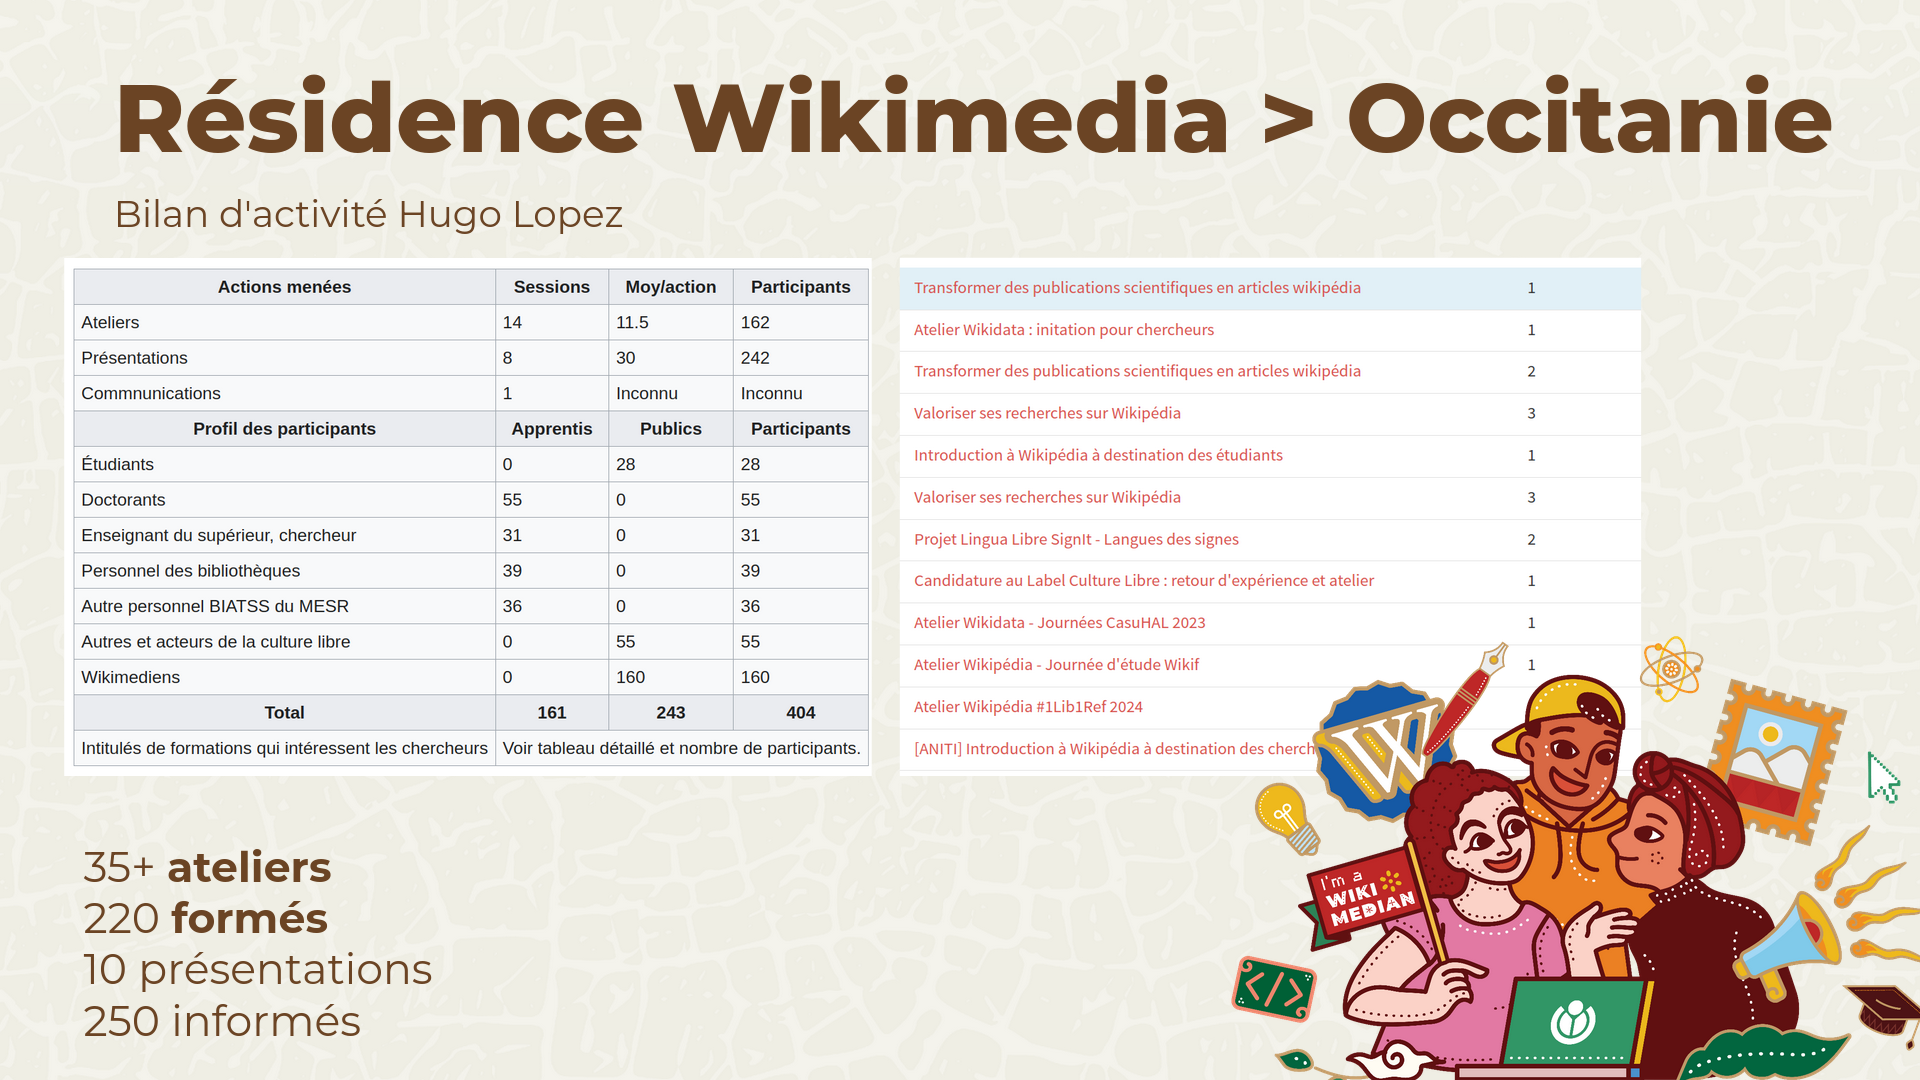 Résidence Wikimedia > Occitanie
Bilan d'activité Hugo Lopez
Actions menées Sessions Moy/action Participants
Ateliers 14 11.5 162
Présentations 8 30 242
Commnunications 1 Inconnu Inconnu
Profil des participants Apprentis Publics Participants
Étudiants 0 28 28
Doctorants 55 0 55
Enseignant du supérieur, chercheur 31 0 31
Personnel des bibliothèques 39 0 39
Autre personnel BIATSS du MESR 36 0 36
Autres et acteurs de la culture libre 0 55 55
Wikimediens 0 160 160
Total 161 243 404
Intitulés de formations qui intéressent les chercheurs Voir tableau détaillé et nombre de participants.
Transformer des publications scientifiques en articles wikipédia 1
Atelier Wikidata : initation pour chercheurs 1
Transformer des publications scientifiques en articles wikipédia 2
Valoriser ses recherches sur Wikipédia 3
Introduction à Wikipédia à destination des étudiants 1
Valoriser ses recherches sur Wikipédia 3
Projet Lingua Libre SignIt - Langues des signes 2
Candidature au Label Culture Libre : retour d'expérience et atelier 1
Atelier Wikidata - Journées CasuHAL 2023 1
Atelier Wikipédia - Journée d'étude Wikif 1
Atelier Wikipédia #1Lib1Ref 2024
[ANITI] Introduction à Wikipédia à destination des cherch
35+ ateliers
220 formés
10 présentations
250 informés
W
I'm a
WIKI
MEDIAN
</>